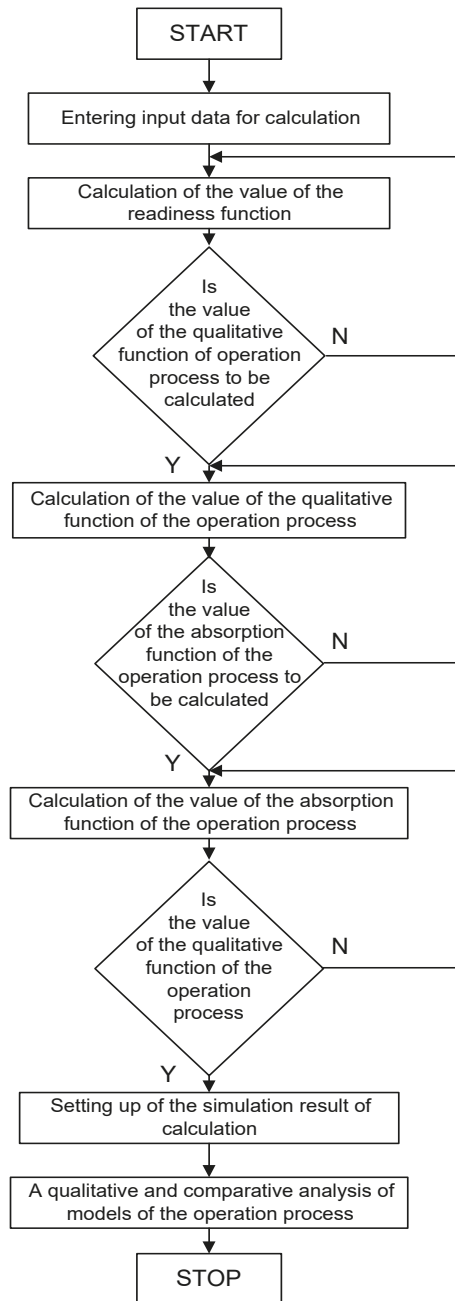 START
Entering input data for calculation
Calculation of the value of the
readiness function
Is
the value
of the qualitative
function of operation
process to be
calculated
N
Y
Calculation of the value of the qualitative
function of the operation process
Is
the value
of the absorption
function of the
operation process to
be calculated
N
Y
Calculation of the value of the absorption
function of the operation process
Is
the value
of the qualitative
function of the
operation
process
N
Y
Setting up of the simulation result of
calculation
A qualitative and comparative analysis of
models of the operation process
STOP